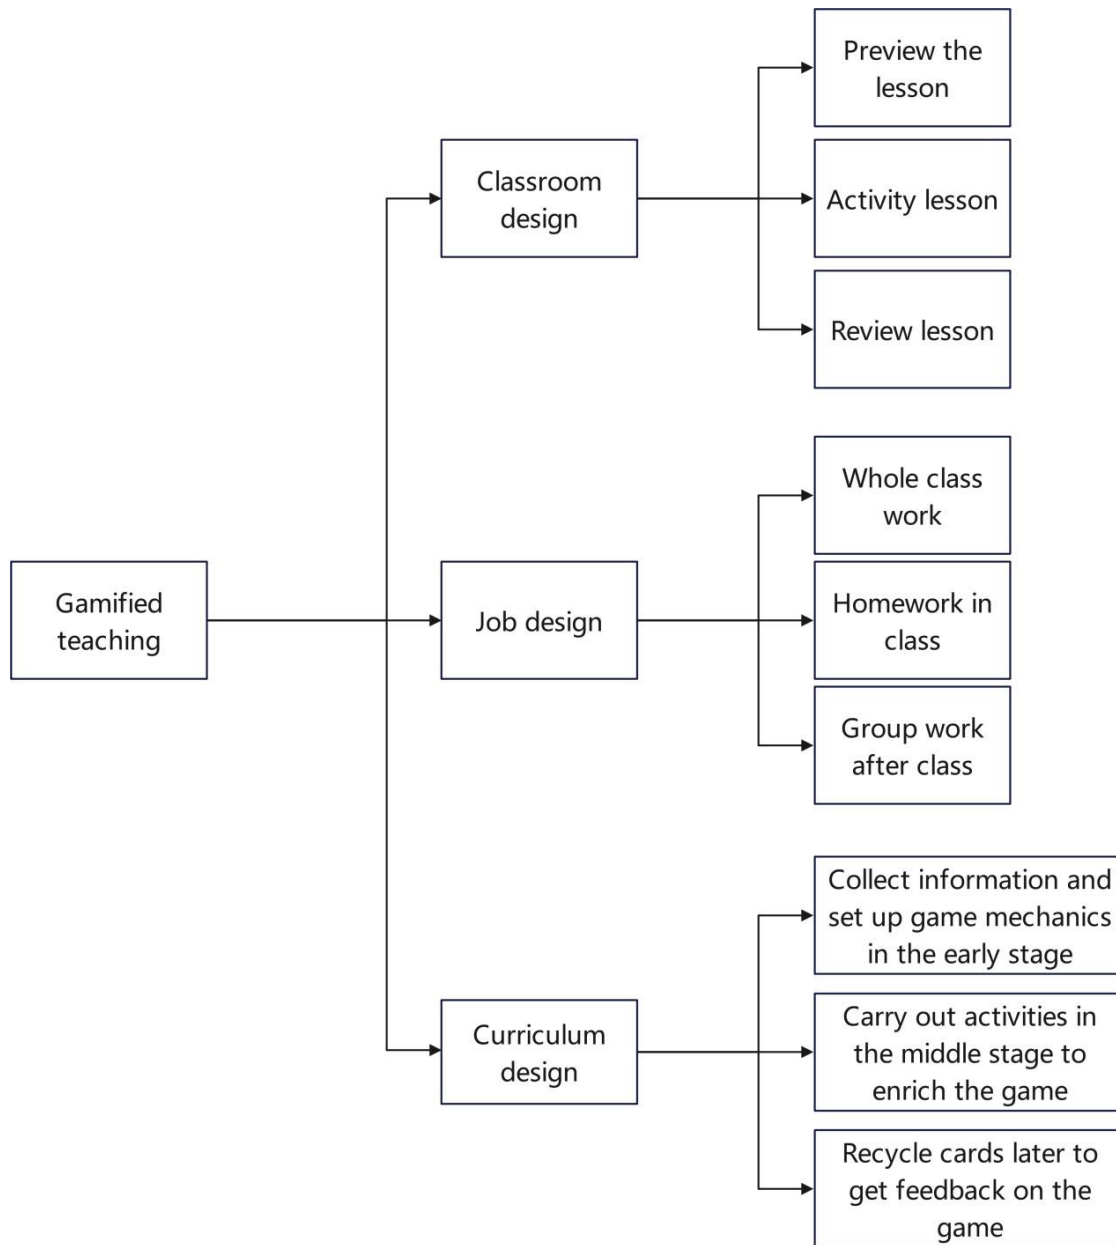 Preview the
lesson
Classroom
design
Activity lesson
Review lesson
Whole class
work
Gamified
teaching
Job design
Homework in
class
Group work
after class
Collect information and
set up game mechanics
in the early stage
Curriculum
design
Carry out activities in
the middle stage to
enrich the game
Recycle cards later to
get feedback on the
game